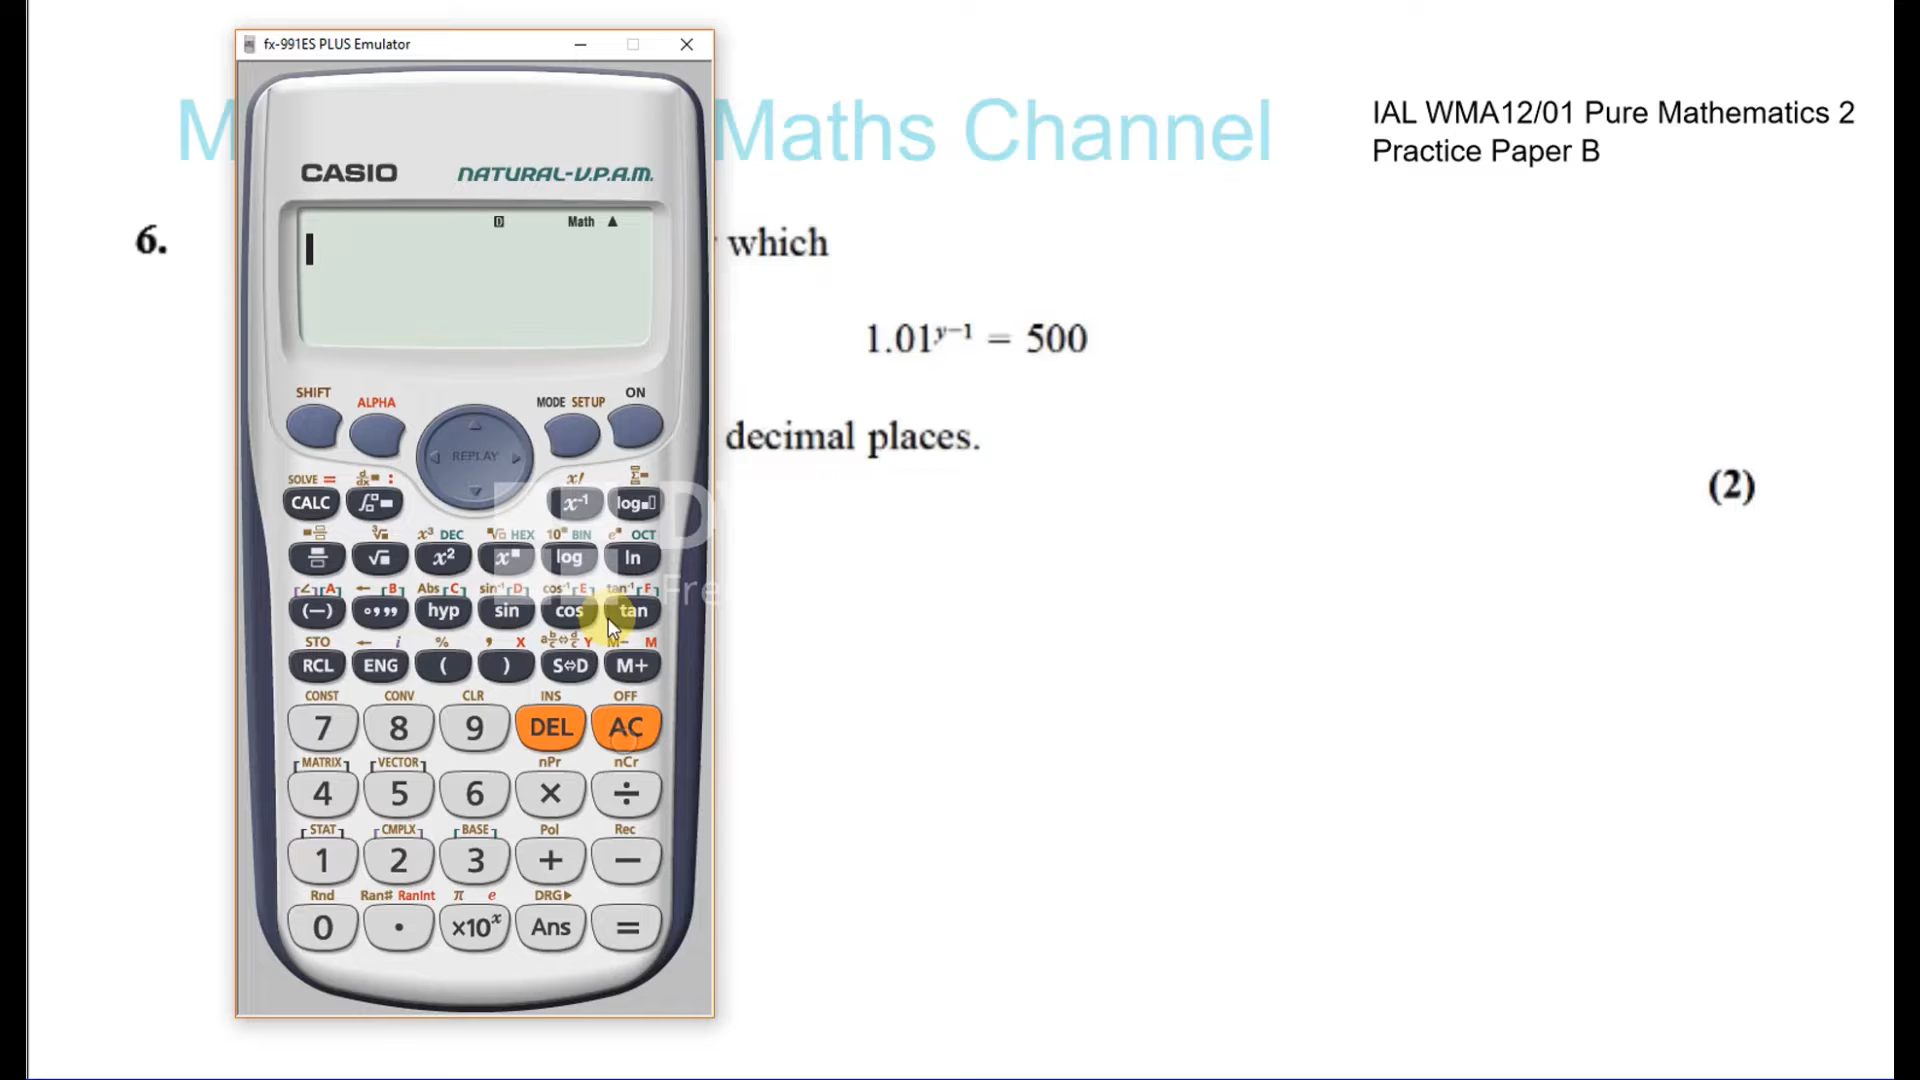 fx-991ES PLUS Emulator
M Maths Channel
IAL WMA12/01 Pure Mathematics 2
Practice Paper B
CASIO NATURAL-V.P.A.M.
D Math ▲
6. which
1.01^{y−1} = 500
decimal places.
(2)
SHIFT ALPHA MODE SETUP ON
REPLAY
SOLVE = d/dx :  x! Σ=
CALC ∫ x⁻¹ log
³√ x³ DEC √ HEX 10 BIN e OCT
√ x² x log ln
∠ A ← B Abs C sin⁻¹ D cos⁻¹ E tan⁻¹ F
(−) °,,, hyp sin cos tan
STO ← i % , X a b/c⇔d/c Y M− M
RCL ENG ( ) S⇔D M+
CONST CONV CLR INS OFF
7 8 9 DEL AC
MATRIX VECTOR nPr nCr
4 5 6 × ÷
STAT CMPLX BASE Pol Rec
1 2 3 + −
Rnd Ran# RanInt π e DRG▶
0 . ×10ˣ Ans =
Fre